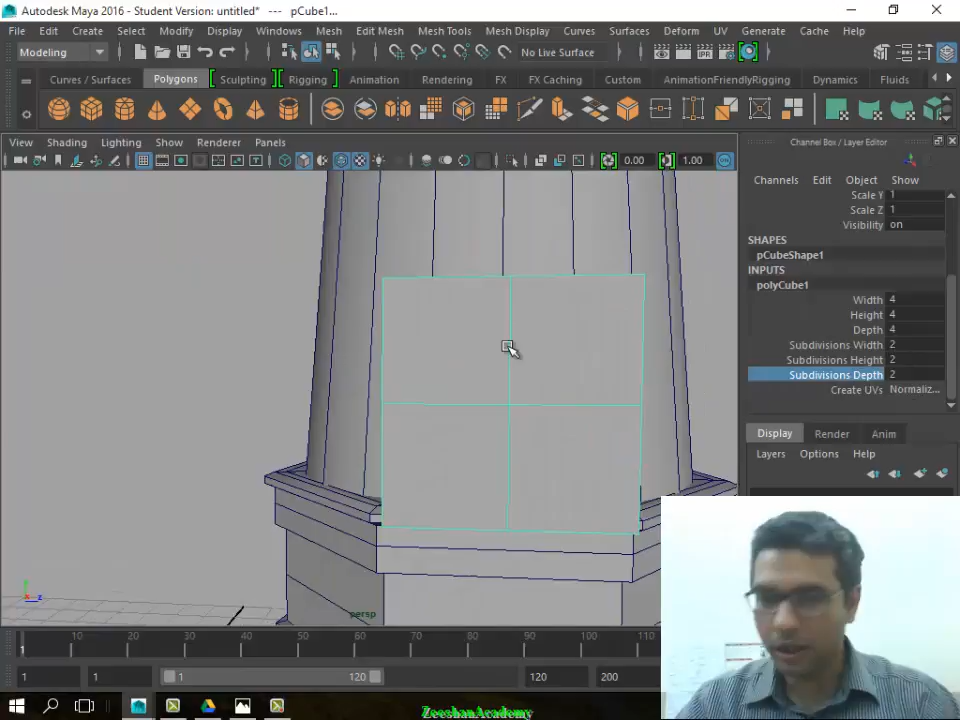 Autodesk Maya 2016 - Student Version: untitled* --- pCube1...
File Edit Create Select Modify Display Windows Mesh Edit Mesh Mesh Tools Mesh Display Curves Surfaces Deform UV Generate Cache Help
Modeling No Live Surface
Curves / Surfaces Polygons Sculpting Rigging Animation Rendering FX FX Caching Custom AnimationFriendlyRigging Dynamics Fluids
View Shading Lighting Show Renderer Panels
0.00 1.00
Channel Box / Layer Editor
Channels Edit Object Show
Scale Y 1
Scale Z 1
Visibility on
SHAPES
pCubeShape1
INPUTS
polyCube1
Width 4
Height 4
Depth 4
Subdivisions Width 2
Subdivisions Height 2
Subdivisions Depth 2
Create UVs Normaliz...
Display Render Anim
Layers Options Help
persp
10 20 30 40 50 60 70 80 90 100 110
1
1 1 1 120 120 200
ZeeshanAcademy